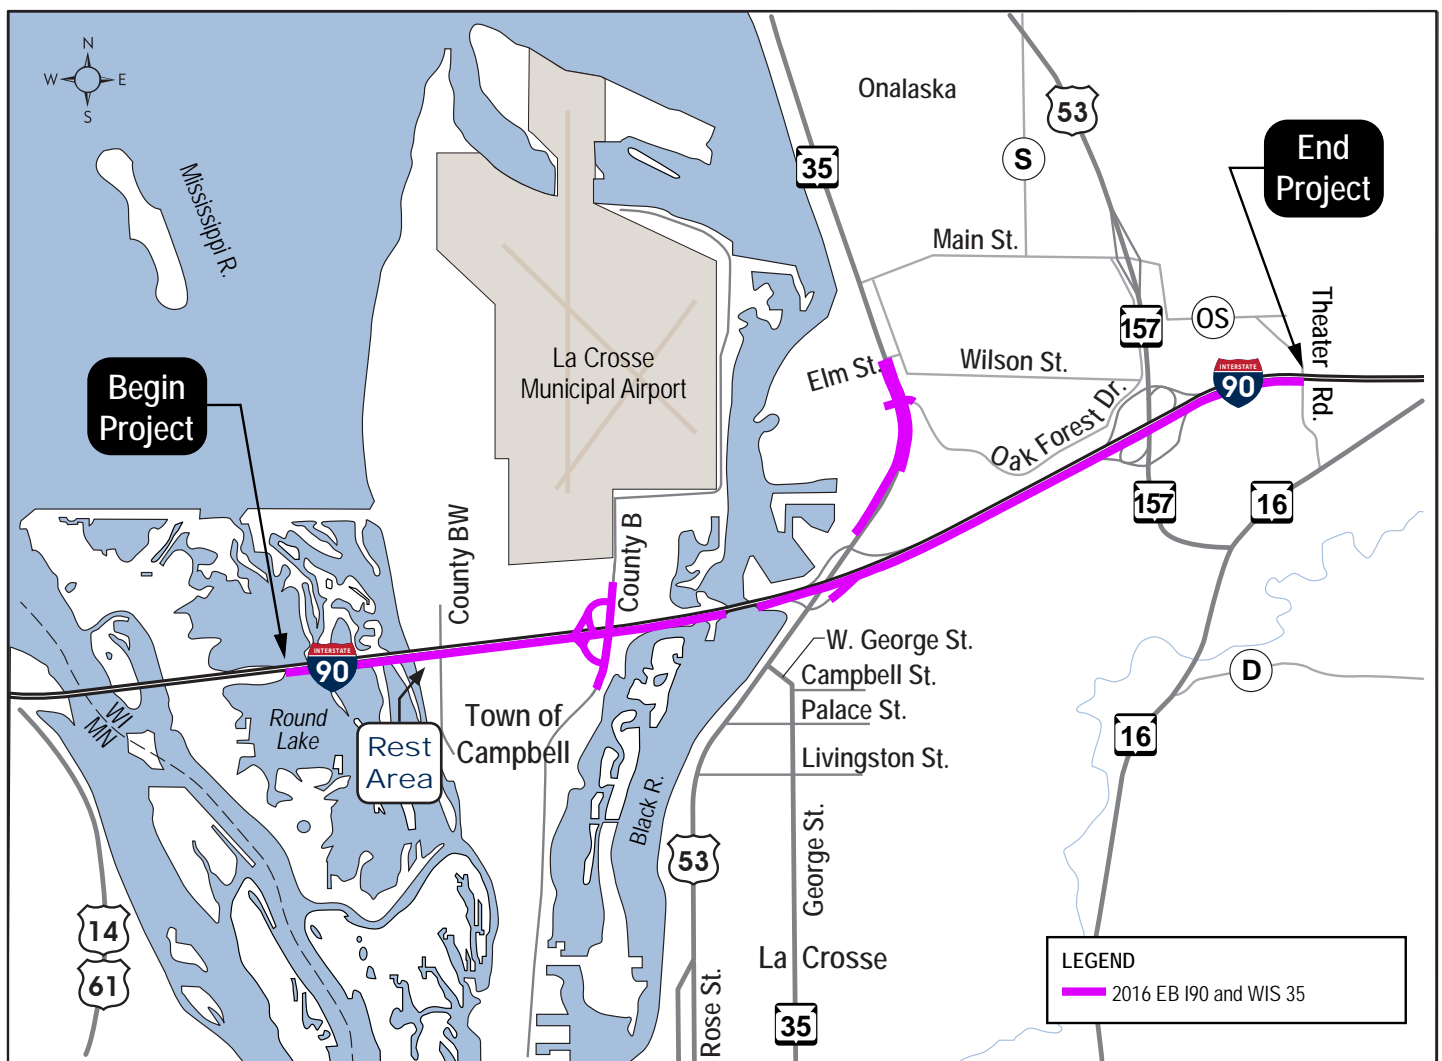 N
W
E
S
Mississippi R.
Onalaska
53
S
35
End
Project
Main St.
157
OS
Theater Rd.
INTERSTATE
90
Wilson St.
Elm St.
Oak Forest Dr.
La Crosse
Municipal Airport
Begin
Project
157
16
County BW
County B
INTERSTATE
90
W. George St.
Campbell St.
Palace St.
Livingston St.
D
WI
MN
Round
Lake
Rest
Area
Town of
Campbell
16
Black R.
53
George St.
14
61
La Crosse
Rose St.
35
LEGEND
2016 EB I90 and WIS 35